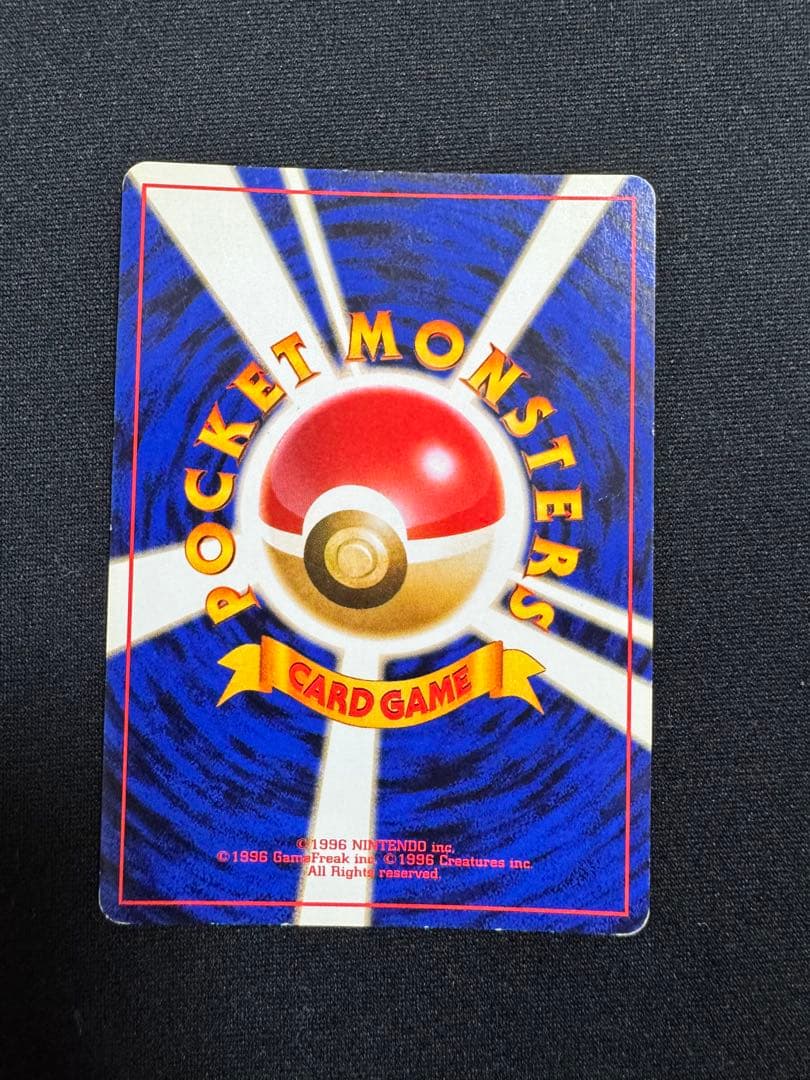 POCKET MONSTERS
CARD GAME
©1996 NINTENDO inc.
©1996 GameFreak inc. ©1996 Creatures inc.
All Rights reserved.